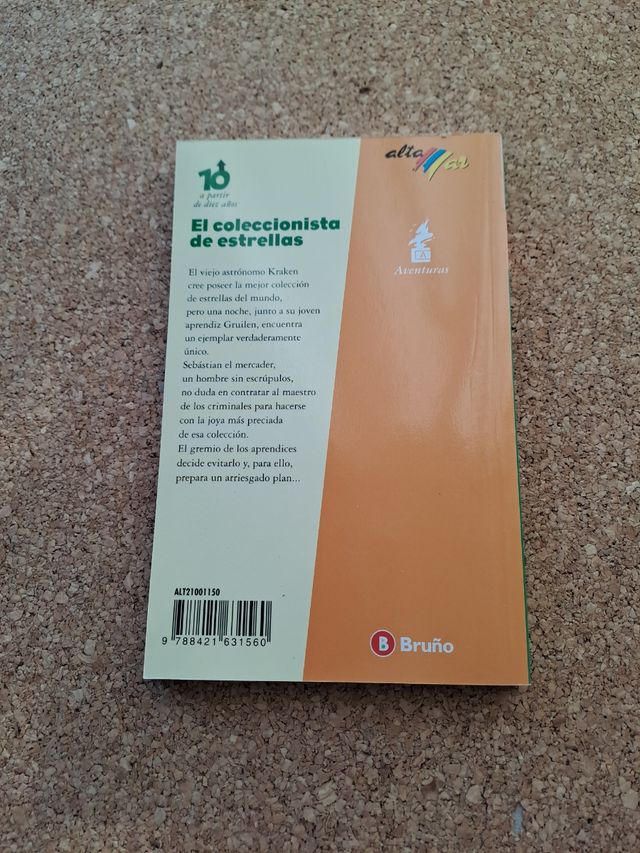 10
a partir
de diez años
El coleccionista
de estrellas
El viejo astrónomo Kraken
cree poseer la mejor colección
de estrellas del mundo,
pero una noche, junto a su joven
aprendiz Gruilen, encuentra
un ejemplar verdaderamente
único.
Sebástian el mercader,
un hombre sin escrúpulos,
no duda en contratar al maestro
de los criminales para hacerse
con la joya más preciada
de esa colección.
El gremio de los aprendices
decide evitarlo y, para ello,
prepara un arriesgado plan...
ALT21001150
9 788421 631560
alta Mar
A
Aventuras
B Bruño